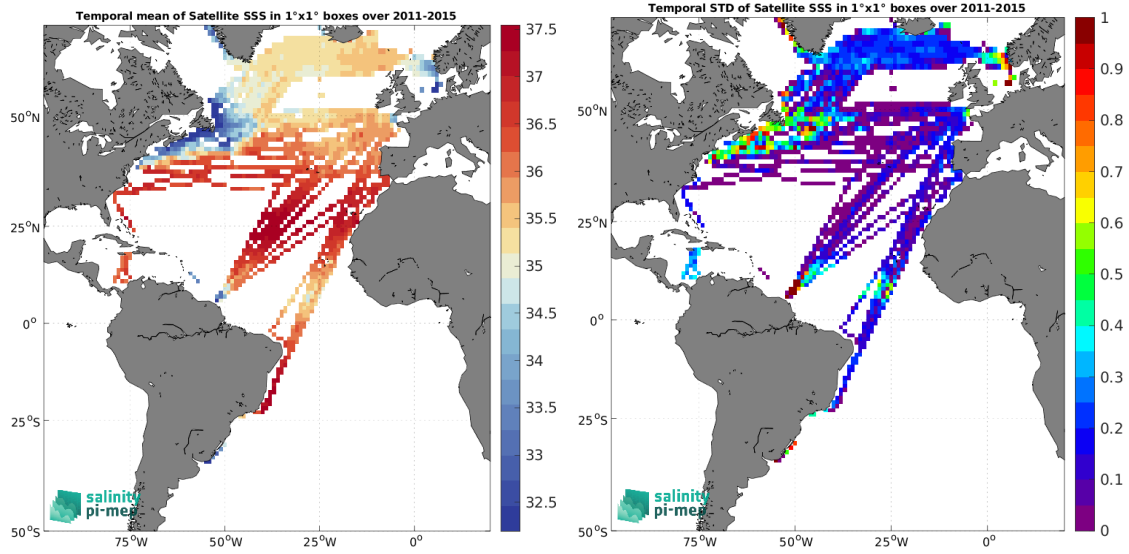 Temporal mean of Satellite SSS in 1°x1° boxes over 2011-2015
50°N
25°N
0°
25°S
50°S
75°W
50°W
25°W
0°
37.5
37
36.5
36
35.5
35
34.5
34
33.5
33
32.5
salinity
pi-mep
Temporal STD of Satellite SSS in 1°x1° boxes over 2011-2015
50°N
25°N
0°
25°S
50°S
75°W
50°W
25°W
0°
1
0.9
0.8
0.7
0.6
0.5
0.4
0.3
0.2
0.1
0
salinity
pi-mep